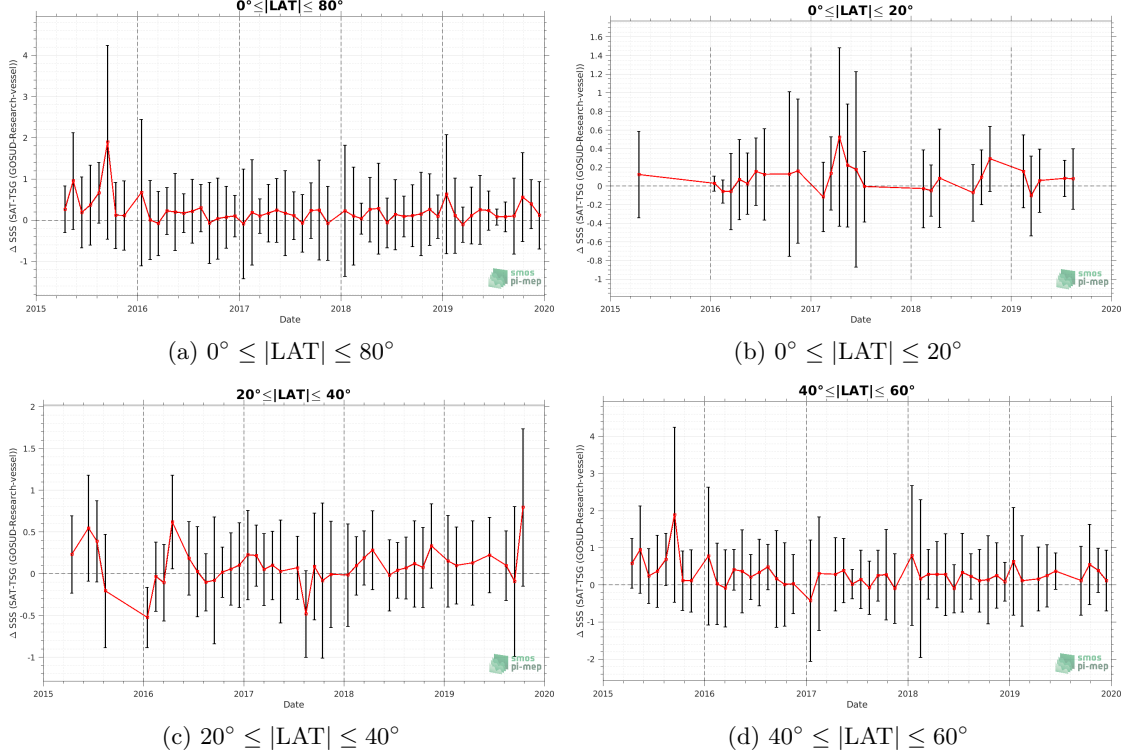 0°≤|LAT|≤ 80°
Δ SSS (SAT-TSG (GOSUD-Research-vessel))
4
3
2
1
0
-1
2015 2016 2017 2018 2019 2020
Date
smos
pi-mep
(a) 0° ≤ |LAT| ≤ 80°
0°≤|LAT|≤ 20°
Δ SSS (SAT-TSG (GOSUD-Research-vessel))
1.6
1.4
1.2
1
0.8
0.6
0.4
0.2
0
-0.2
-0.4
-0.6
-0.8
-1
2015 2016 2017 2018 2019 2020
Date
smos
pi-mep
(b) 0° ≤ |LAT| ≤ 20°
20°≤|LAT|≤ 40°
Δ SSS (SAT-TSG (GOSUD-Research-vessel))
2
1.5
1
0.5
0
-0.5
-1
2015 2016 2017 2018 2019 2020
Date
smos
pi-mep
(c) 20° ≤ |LAT| ≤ 40°
40°≤|LAT|≤ 60°
Δ SSS (SAT-TSG (GOSUD-Research-vessel))
4
3
2
1
0
-1
-2
2015 2016 2017 2018 2019 2020
Date
smos
pi-mep
(d) 40° ≤ |LAT| ≤ 60°